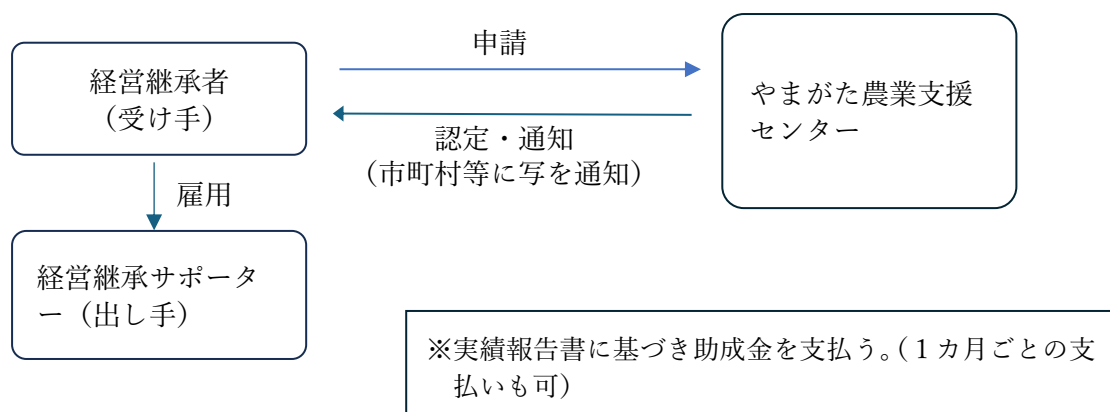 申請
経営継承者
（受け手）
やまがた農業支援
センター
認定・通知
（市町村等に写を通知）
雇用
経営継承サポータ
ー（出し手）
※実績報告書に基づき助成金を支払う。（１カ月ごとの支
払いも可）